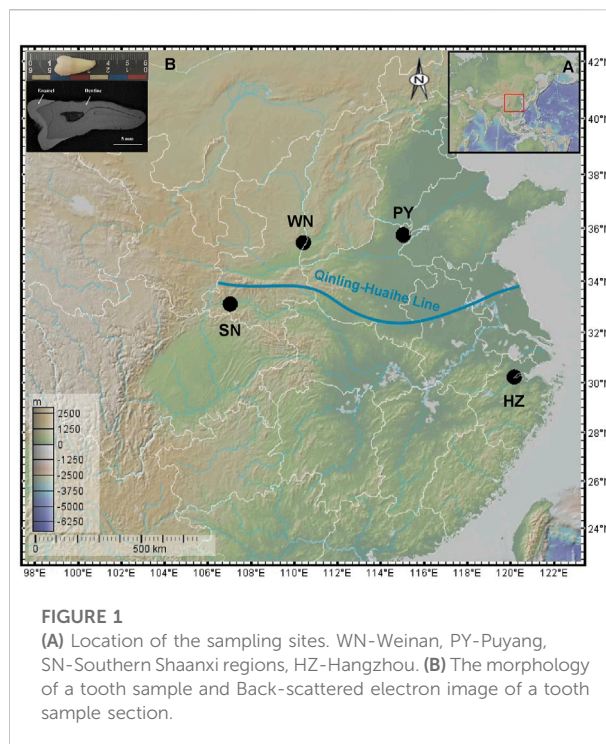 B
A
N
Enamel
Dentine
5 mm
42°N
40°N
38°N
36°N
34°N
32°N
30°N
28°N
26°N
WN
PY
Qinling-Huaihe Line
SN
HZ
m
2500
1250
0
-1250
-2500
-3750
-5000
-6250
0 500 km
98°E 100°E 102°E 104°E 106°E 108°E 110°E 112°E 114°E 116°E 118°E 120°E 122°E
FIGURE 1
(A) Location of the sampling sites. WN-Weinan, PY-Puyang,
SN-Southern Shaanxi regions, HZ-Hangzhou. (B) The morphology
of a tooth sample and Back-scattered electron image of a tooth
sample section.